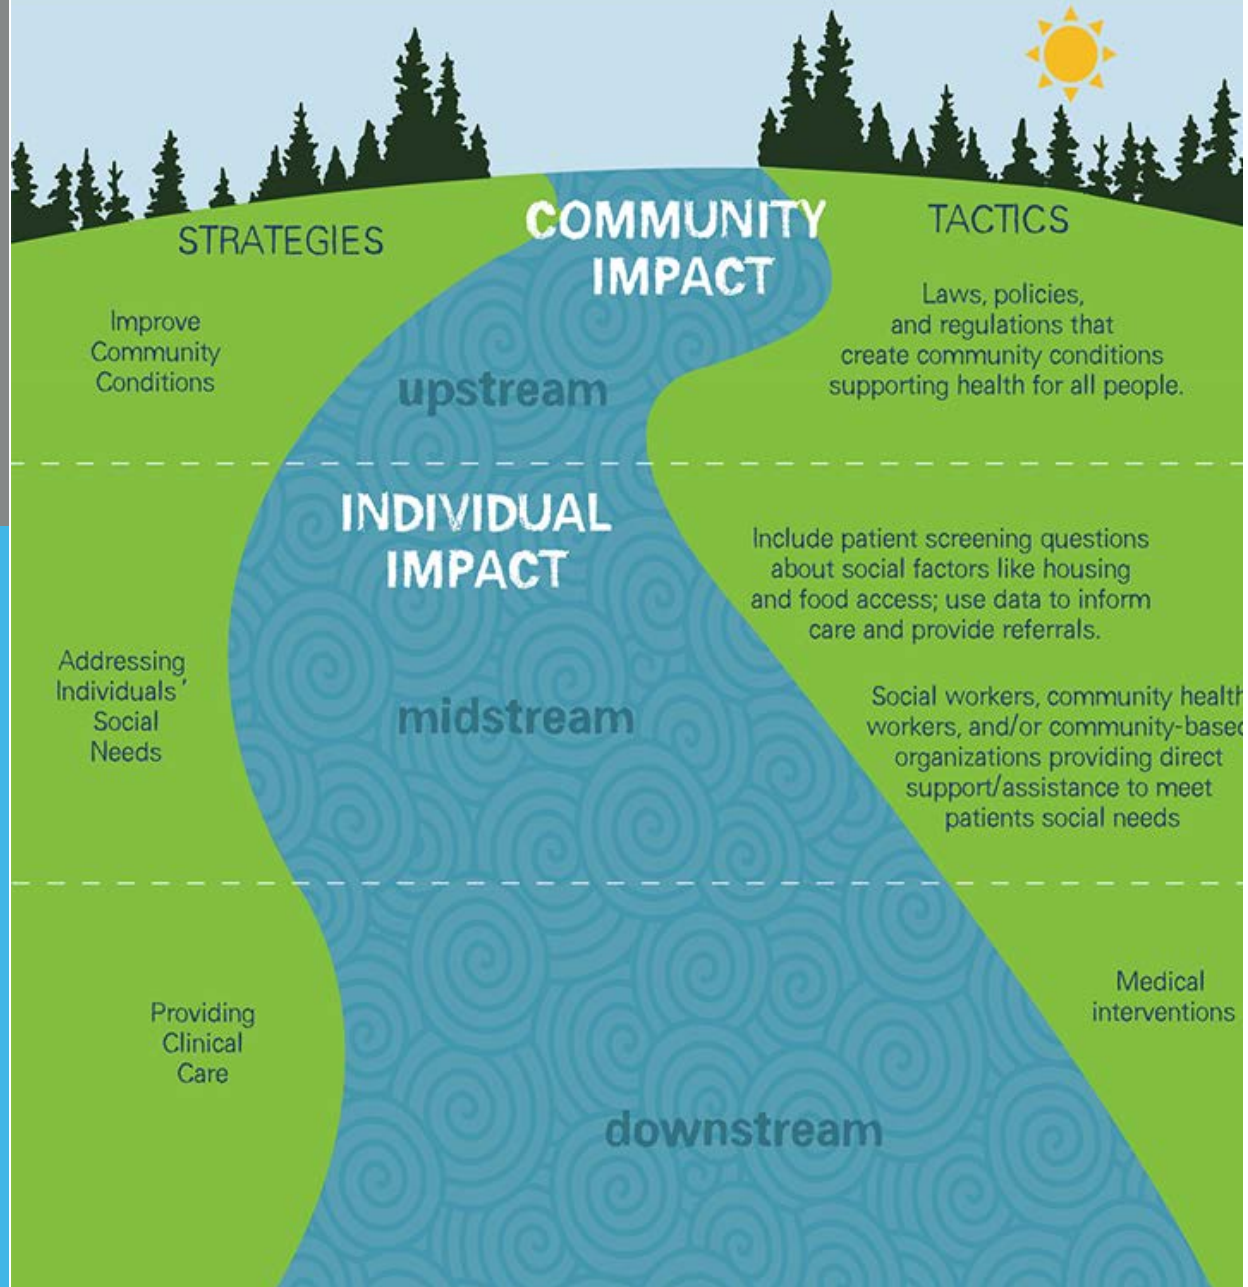 STRATEGIES
COMMUNITY
IMPACT
TACTICS
Improve
Community
Conditions
upstream
Laws, policies,
and regulations that
create community conditions
supporting health for all people.
INDIVIDUAL
IMPACT
Addressing
Individuals'
Social
Needs
midstream
Include patient screening questions
about social factors like housing
and food access; use data to inform
care and provide referrals.
Social workers, community health
workers, and/or community-based
organizations providing direct
support/assistance to meet
patients social needs
Providing
Clinical
Care
downstream
Medical
interventions